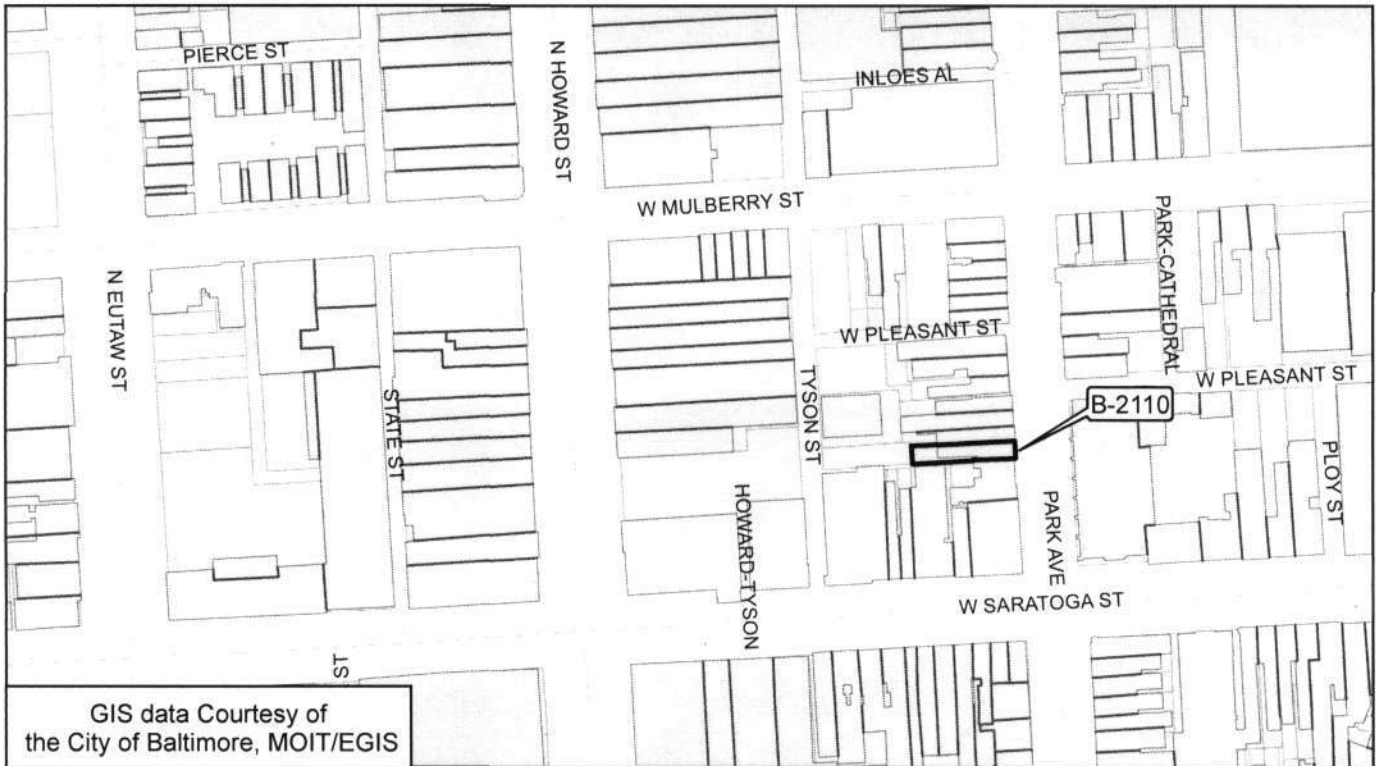 PIERCE ST
N HOWARD ST
INLOES AL
W MULBERRY ST
N EUTAW ST
PARK-CATHEDRAL
W PLEASANT ST
STATE ST
TYSON ST
W PLEASANT ST
B-2110
HOWARD-TYSON
PARK AVE
PLOY ST
W SARATOGA ST
ST
GIS data Courtesy of
the City of Baltimore, MOIT/EGIS